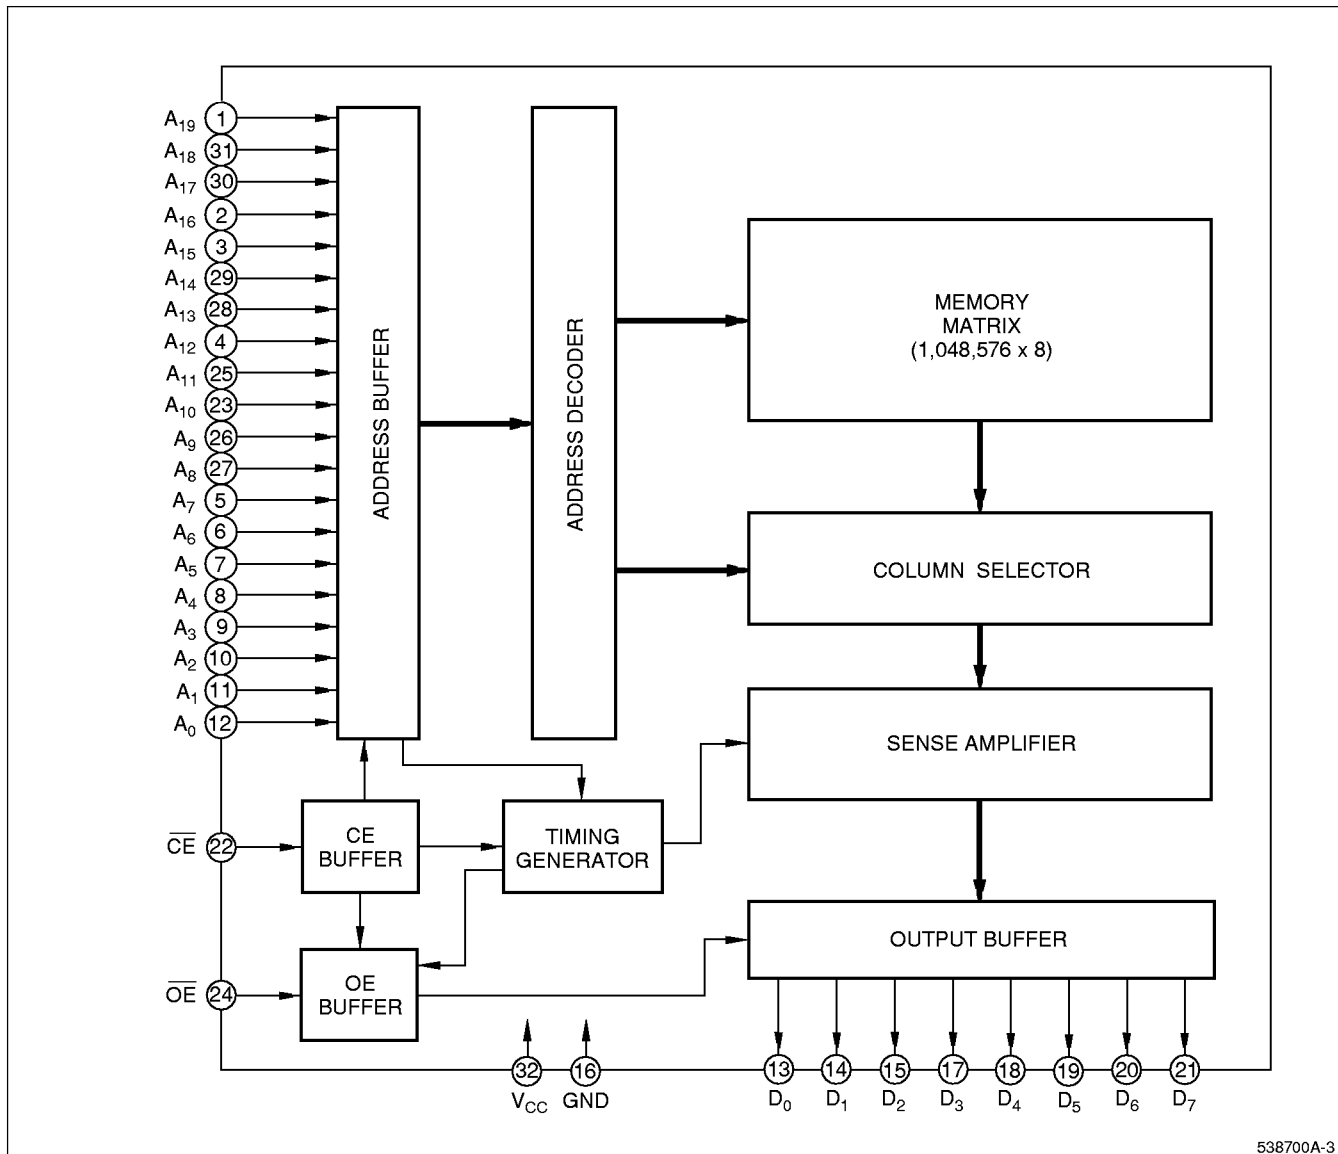 A19 1
A18 31
A17 30
A16 2
A15 3
A14 29
A13 28
A12 4
A11 25
A10 23
A9 26
A8 27
A7 5
A6 6
A5 7
A4 8
A3 9
A2 10
A1 11
A0 12
ADDRESS BUFFER
ADDRESS DECODER
MEMORY
MATRIX
(1,048,576 x 8)
COLUMN SELECTOR
SENSE AMPLIFIER
CE 22
CE
BUFFER
TIMING
GENERATOR
OUTPUT BUFFER
OE 24
OE
BUFFER
32 16 13 14 15 17 18 19 20 21
VCC GND D0 D1 D2 D3 D4 D5 D6 D7
538700A-3